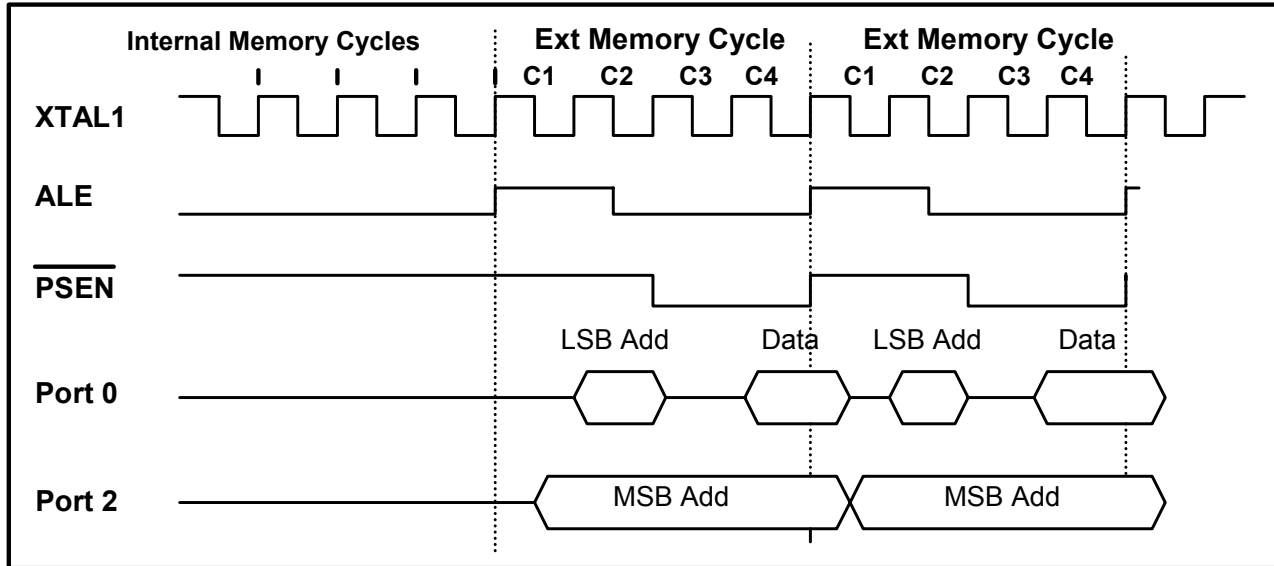 Internal Memory Cycles Ext Memory Cycle Ext Memory Cycle
C1 C2 C3 C4 C1 C2 C3 C4
XTAL1
ALE
PSEN
LSB Add Data LSB Add Data
Port 0
Port 2 MSB Add MSB Add